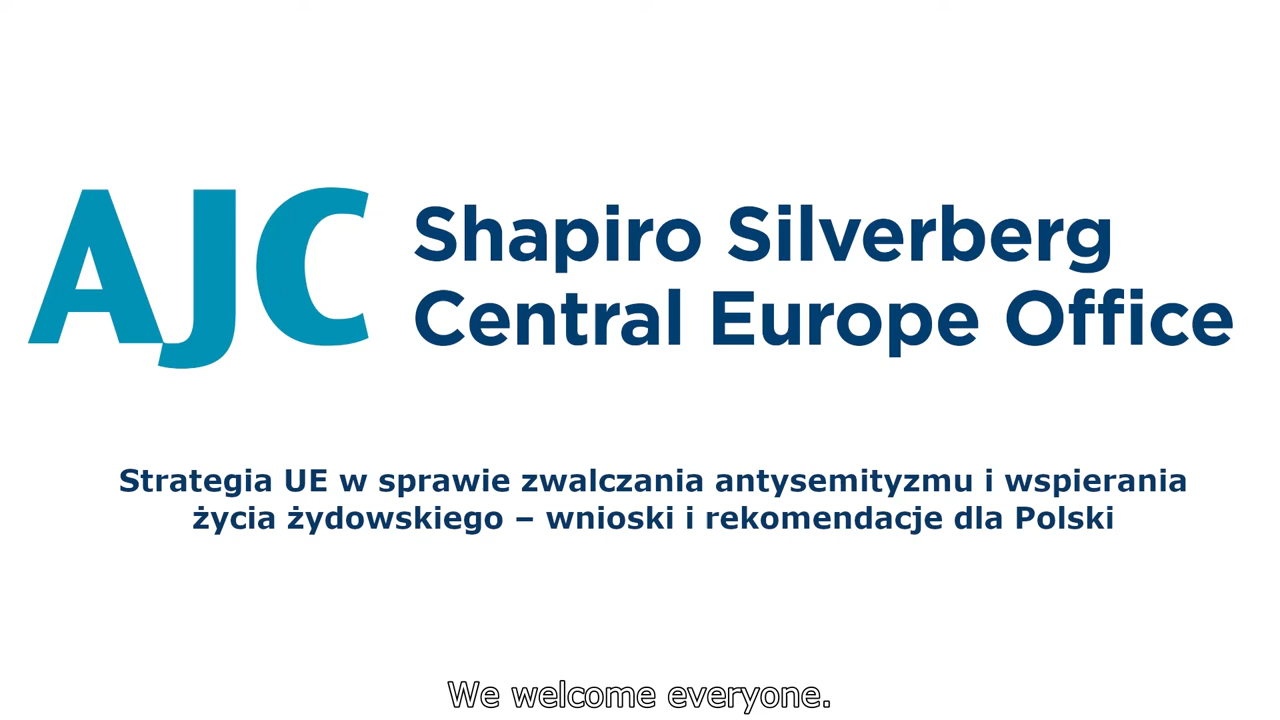 AJC
Shapiro Silverberg
Central Europe Office
Strategia UE w sprawie zwalczania antysemityzmu i wspierania
życia żydowskiego – wnioski i rekomendacje dla Polski
We welcome everyone.